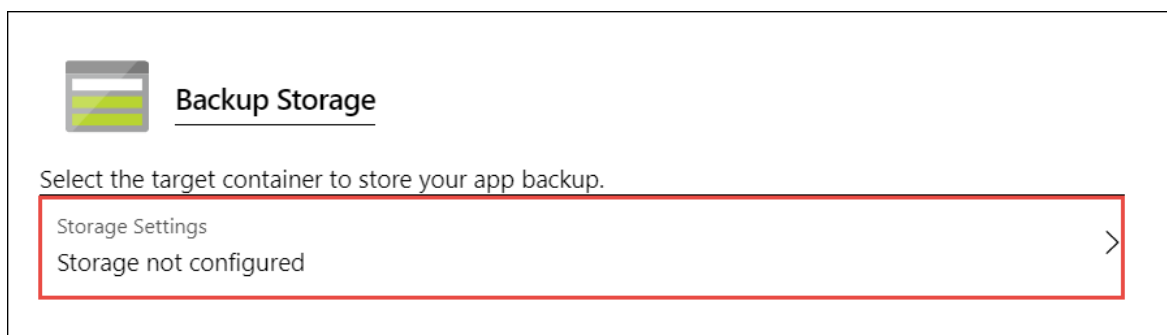 Backup Storage
Select the target container to store your app backup.
Storage Settings
Storage not configured